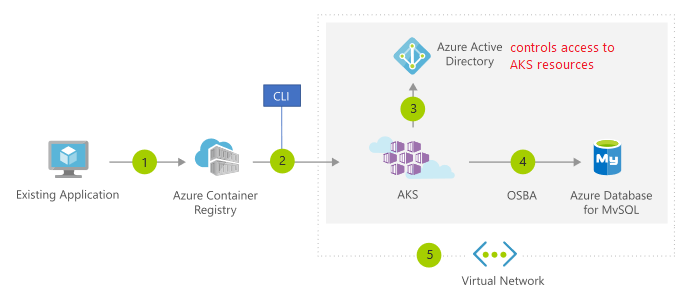 Azure Active
Directory
controls access to
AKS resources
CLI
3
1
2
4
My
Existing Application
Azure Container
Registry
AKS
OSBA
Azure Database
for MySQL
5
Virtual Network